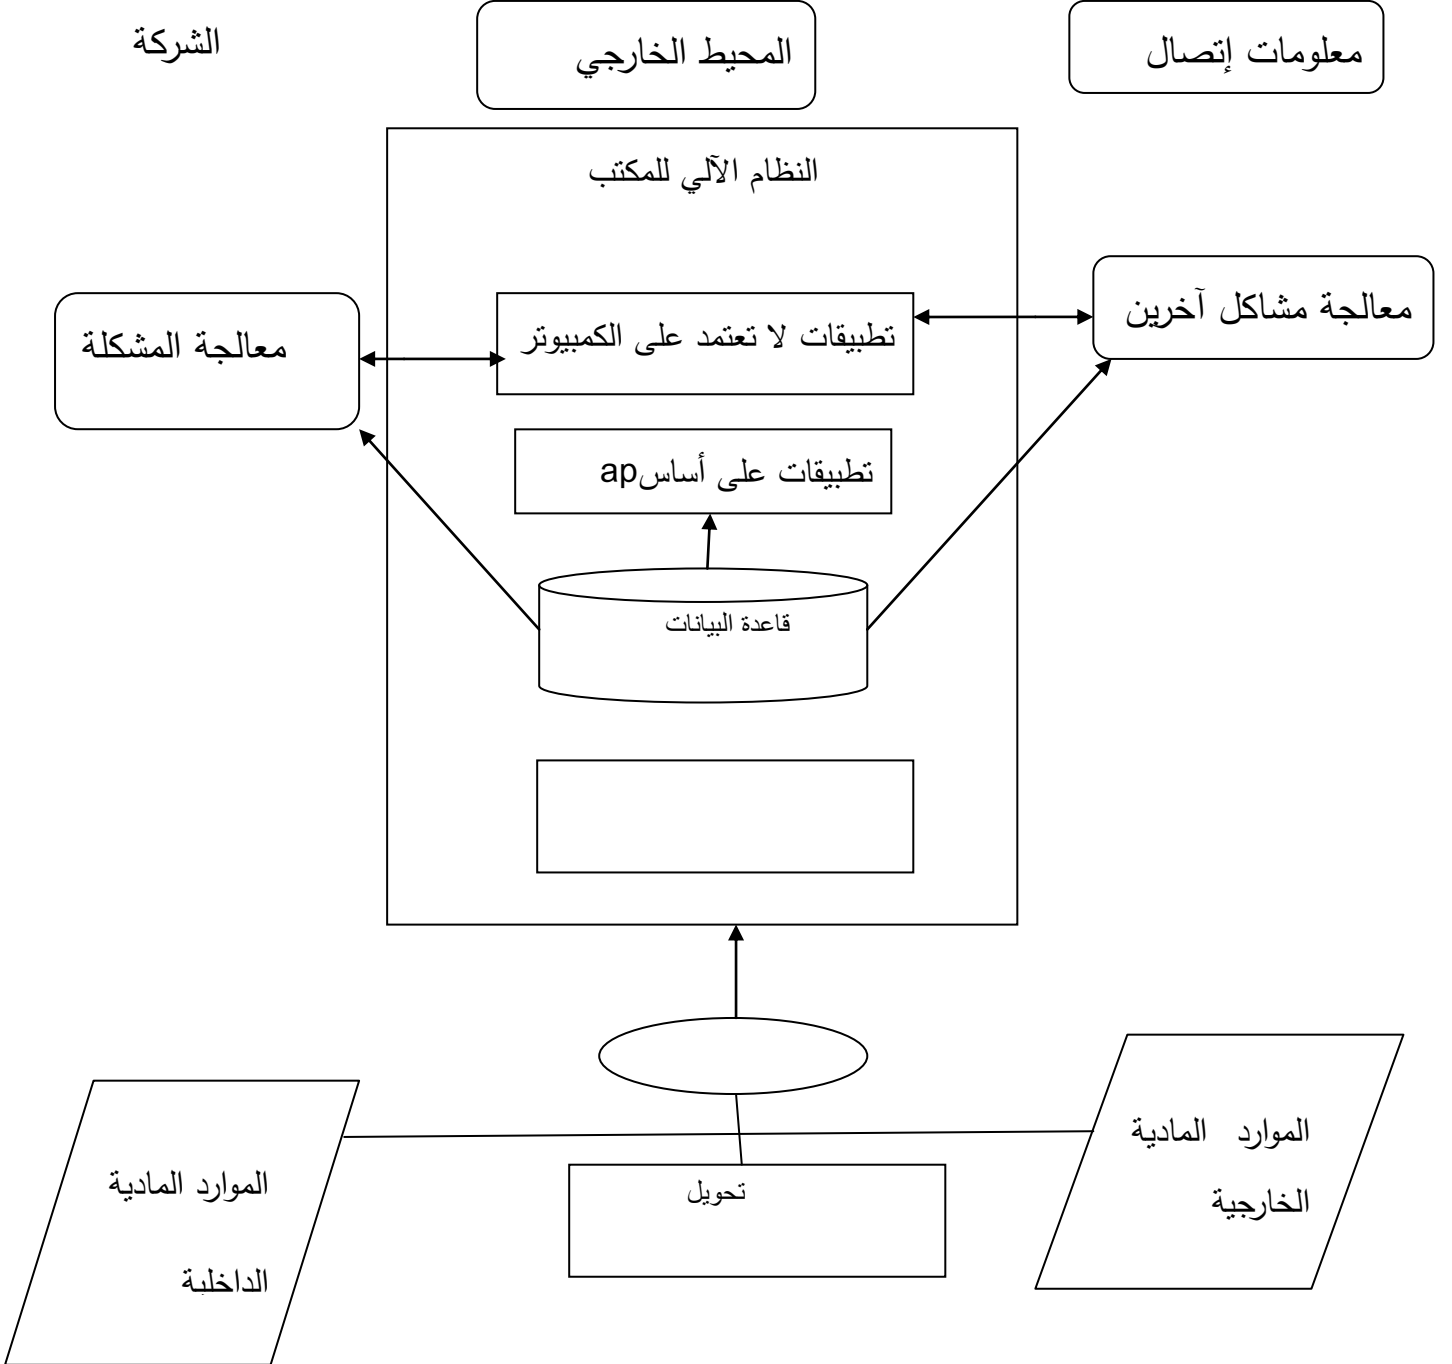 معلومات إتصال
المحيط الخارجي
الشركة
النظام الآلي للمكتب
معالجة مشاكل آخرين
تطبيقات لا تعتمد على الكمبيوتر
معالجة المشكلة
تطبيقات على أساسap
قاعدة البيانات
الموارد المادية
الخارجية
تحويل
الموارد المادية
الداخلية